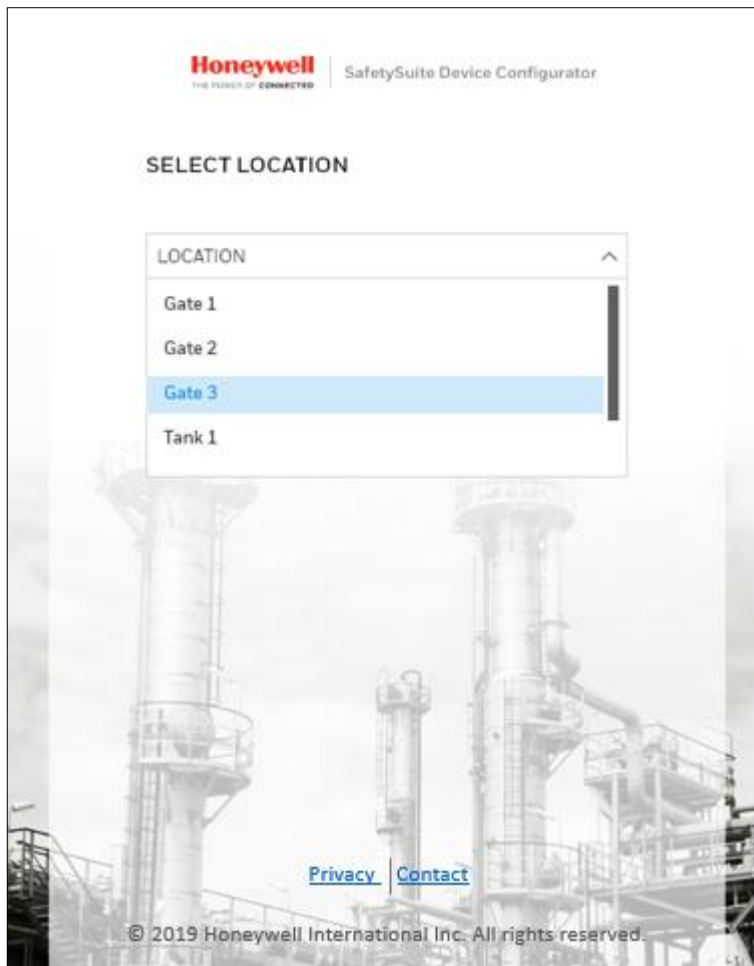 Honeywell
THE POWER OF CONNECTED
SafetySuite Device Configurator
SELECT LOCATION
LOCATION
Gate 1
Gate 2
Gate 3
Tank 1
Privacy
Contact
© 2019 Honeywell International Inc. All rights reserved.